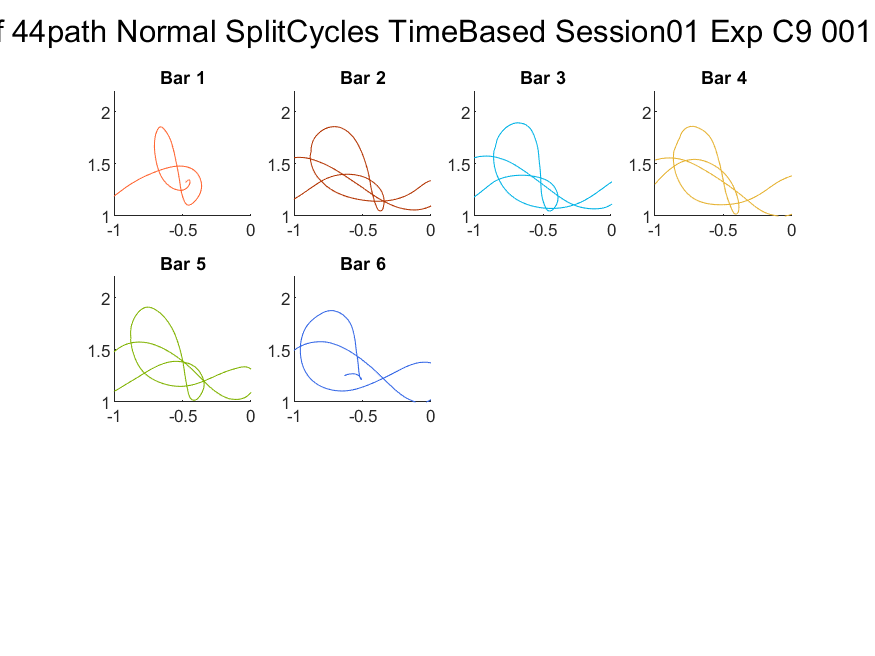 f 44path Normal SplitCycles TimeBased Session01 Exp C9 001
Bar 1 Bar 2 Bar 3 Bar 4
2 2 2 2
1.5 1.5 1.5 1.5
1 1 1 1
-1 -0.5 0 -1 -0.5 0 -1 -0.5 0 -1 -0.5 0
Bar 5 Bar 6
2 2
1.5 1.5
1 1
-1 -0.5 0 -1 -0.5 0